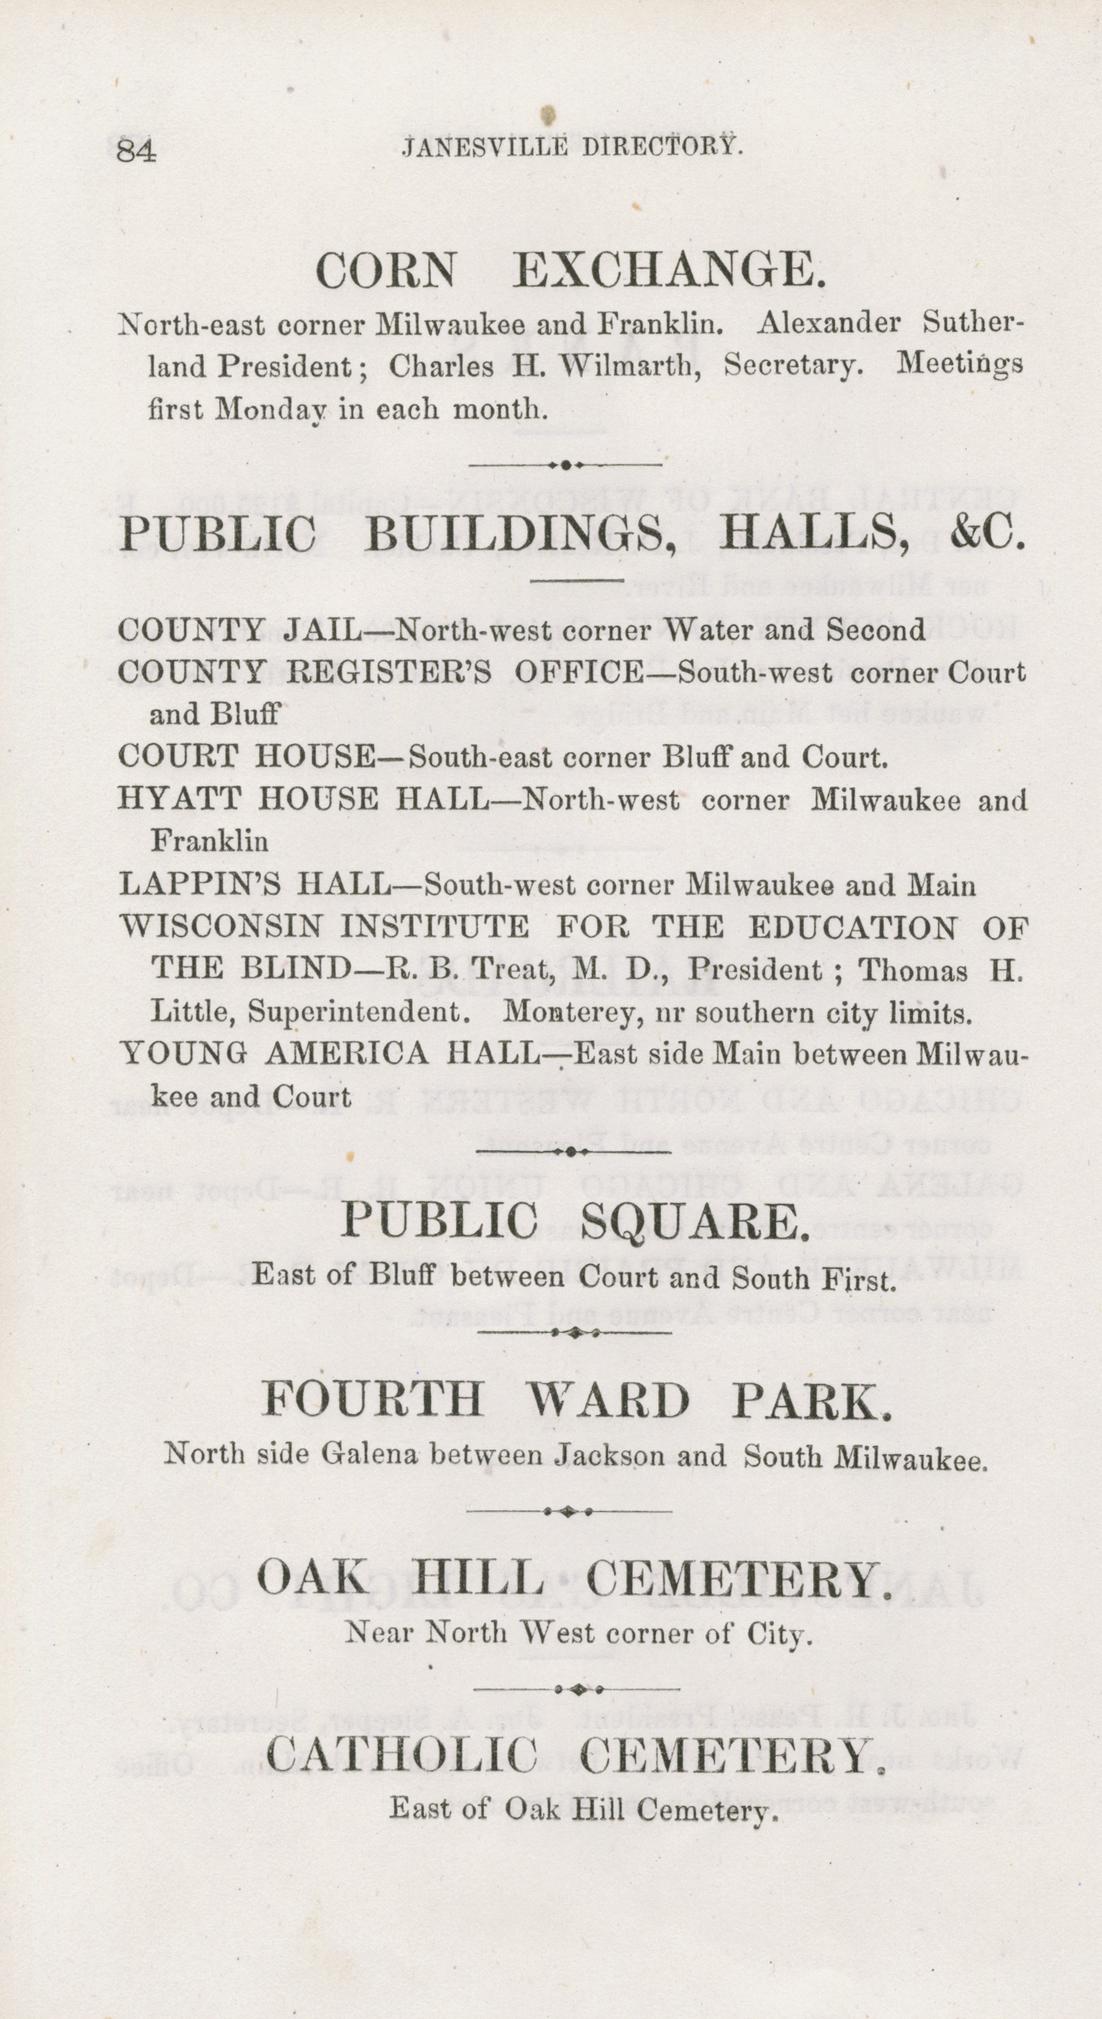 84 JANESVILLE DIRECTORY.
CORN EXCHANGE.
North-east corner Milwaukee and Franklin. Alexander Suther-
land President; Charles H. Wilmarth, Secretary. Meetings
first Monday in each month.
PUBLIC BUILDINGS, HALLS, &C.
COUNTY JAIL—North-west corner Water and Second
COUNTY REGISTER'S OFFICE—South-west corner Court
and Bluff
COURT HOUSE—South-east corner Bluff and Court.
HYATT HOUSE HALL—North-west corner Milwaukee and
Franklin
LAPPIN'S HALL—South-west corner Milwaukee and Main
WISCONSIN INSTITUTE FOR THE EDUCATION OF
THE BLIND—R. B. Treat, M. D., President; Thomas H.
Little, Superintendent. Monterey, nr southern city limits.
YOUNG AMERICA HALL—East side Main between Milwau-
kee and Court
PUBLIC SQUARE.
East of Bluff between Court and South First.
FOURTH WARD PARK.
North side Galena between Jackson and South Milwaukee.
OAK HILL CEMETERY.
Near North West corner of City.
CATHOLIC CEMETERY.
East of Oak Hill Cemetery.